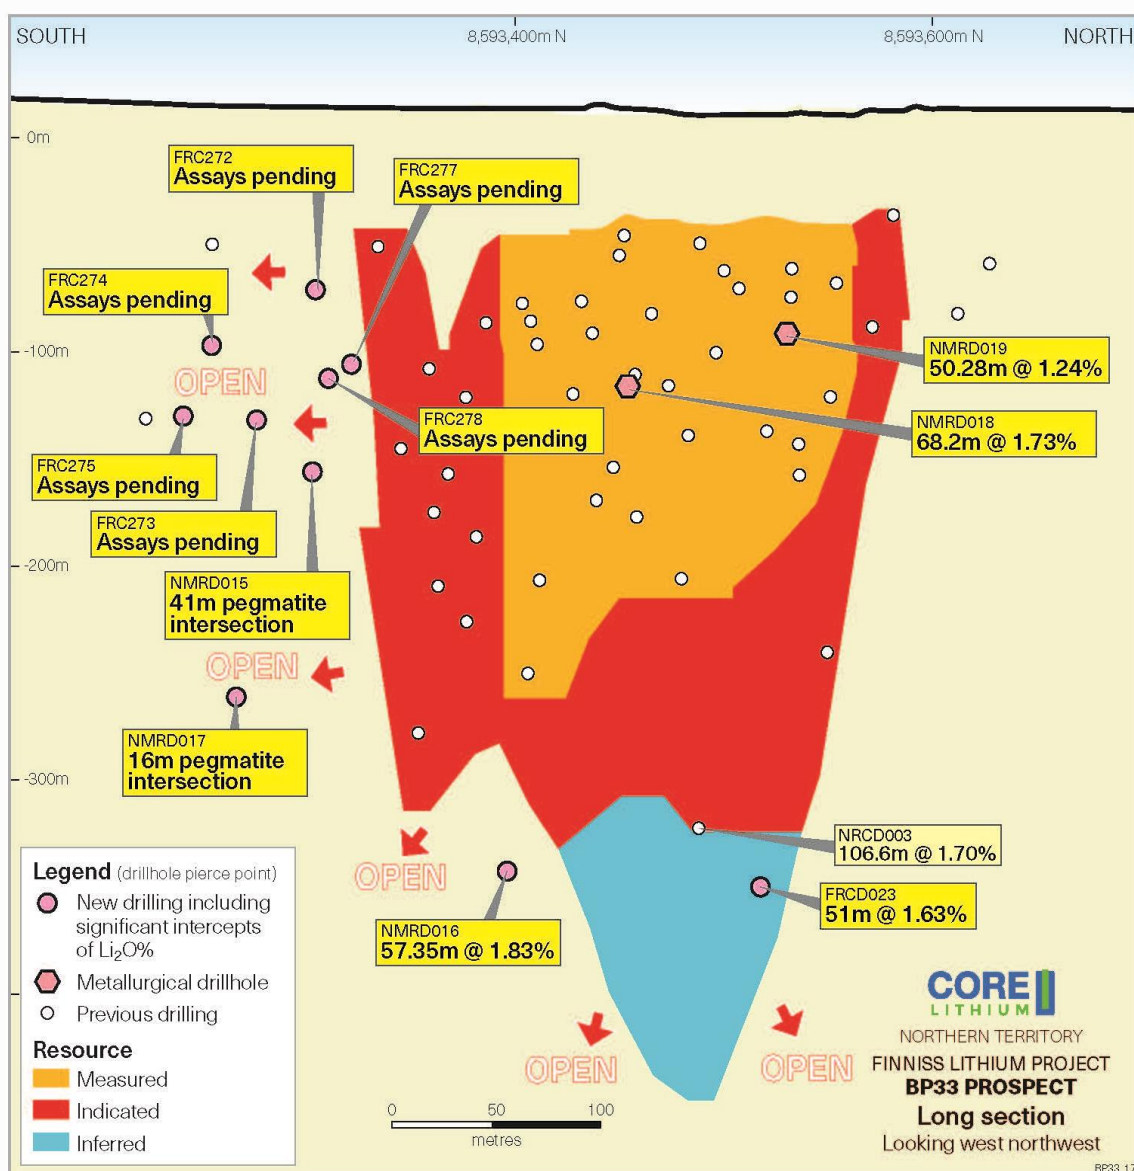 SOUTH
8,593,400m N
8,593,600m N
NORTH
0m
FRC272
Assays pending
FRC277
Assays pending
FRC274
Assays pending
-100m
OPEN
NMRD019
50.28m @ 1.24%
FRC278
Assays pending
NMRD018
68.2m @ 1.73%
FRC275
Assays pending
FRC273
Assays pending
-200m
NMRD015
41m pegmatite
intersection
OPEN
NMRD017
16m pegmatite
intersection
-300m
NRCD003
106.6m @ 1.70%
OPEN
FRCD023
51m @ 1.63%
NMRD016
57.35m @ 1.83%
OPEN
OPEN
Legend (drillhole pierce point)
New drilling including
significant intercepts
of Li₂O%
Metallurgical drillhole
Previous drilling
Resource
Measured
Indicated
Inferred
0 50 100
metres
CORE
LITHIUM
NORTHERN TERRITORY
FINNISS LITHIUM PROJECT
BP33 PROSPECT
Long section
Looking west northwest
BP33_17